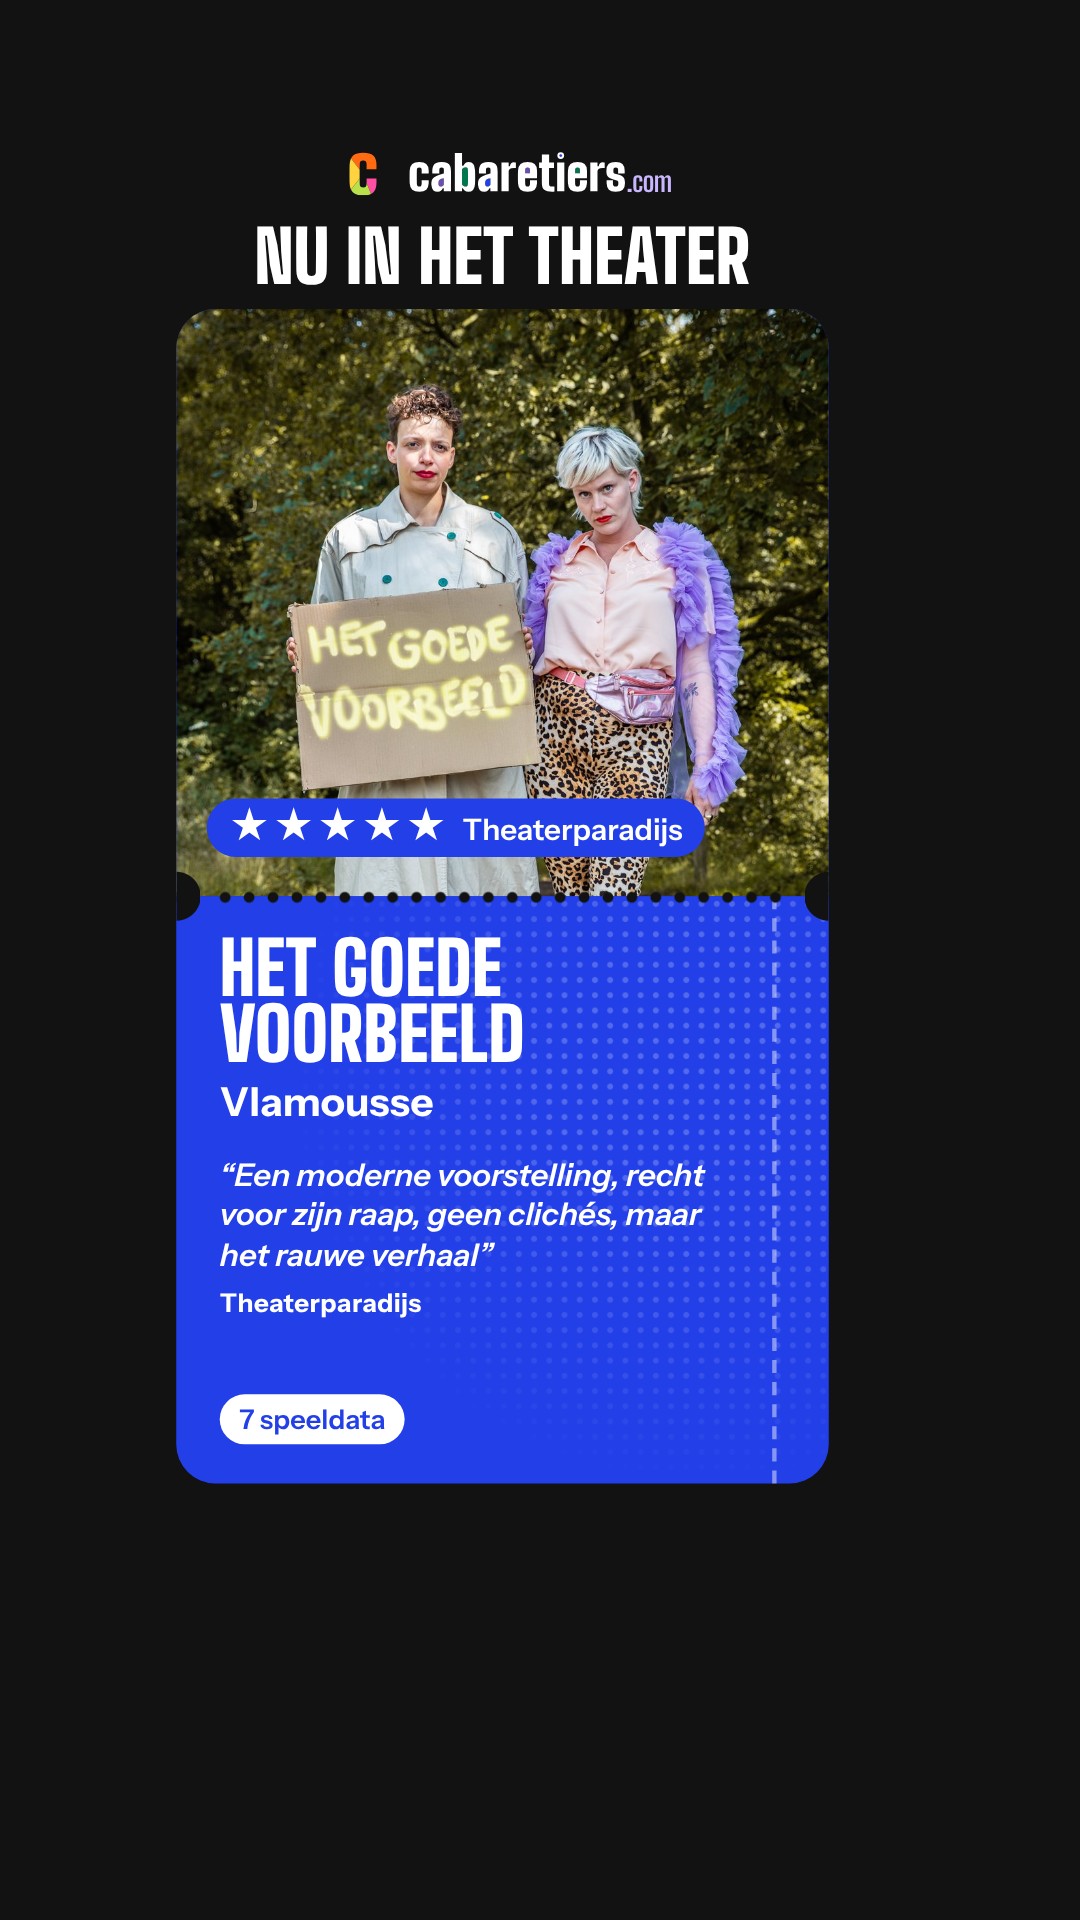 C cabaretiers.com
NU IN HET THEATER
HET GOEDE
VOORBEELD
★★★★★ Theaterparadijs
HET GOEDE
VOORBEELD
Vlamousse
“Een moderne voorstelling, recht
voor zijn raap, geen clichés, maar
het rauwe verhaal”
Theaterparadijs
7 speeldata